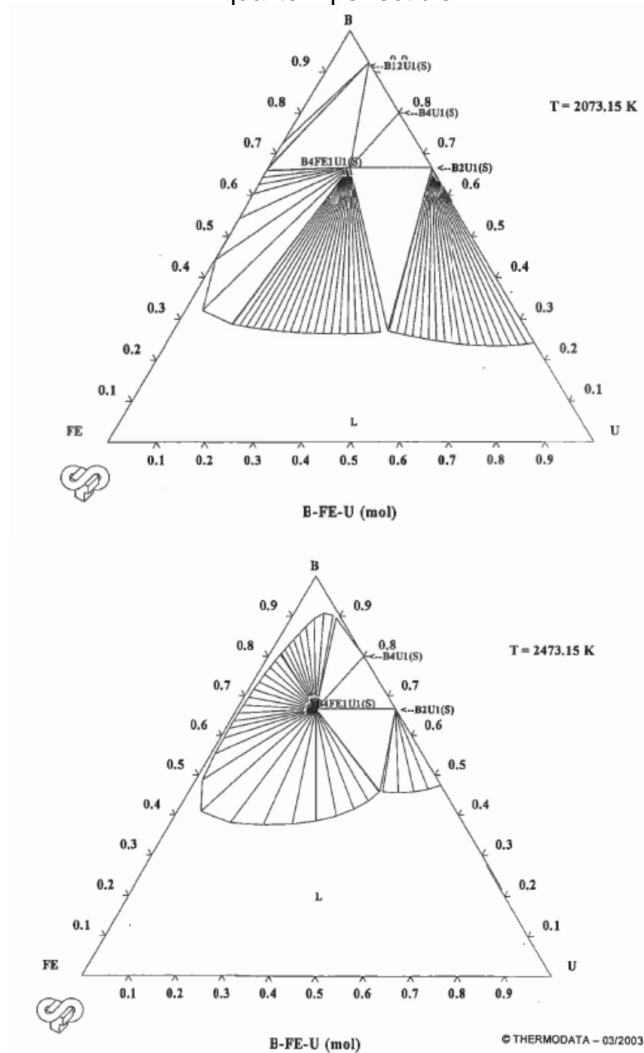 B
0.9
<--B12U1(S)
0.8
0.8
<--B4U1(S)
T = 2073.15 K
0.7
0.7
B4FE1U1(S)
<--B2U1(S)
0.6
0.6
0.5
0.5
0.4
0.4
0.3
0.3
0.2
0.2
0.1
0.1
L
FE
U
0.1 0.2 0.3 0.4 0.5 0.6 0.7 0.8 0.9
B-FE-U (mol)
B
0.9
0.9
0.8
0.8
<--B4U1(S)
T = 2473.15 K
0.7
0.7
B4FE1U1(S)
<--B2U1(S)
0.6
0.6
0.5
0.5
0.4
0.4
0.3
0.3
0.2
0.2
L
0.1
0.1
FE
U
0.1 0.2 0.3 0.4 0.5 0.6 0.7 0.8 0.9
B-FE-U (mol)
© THERMODATA – 03/2003